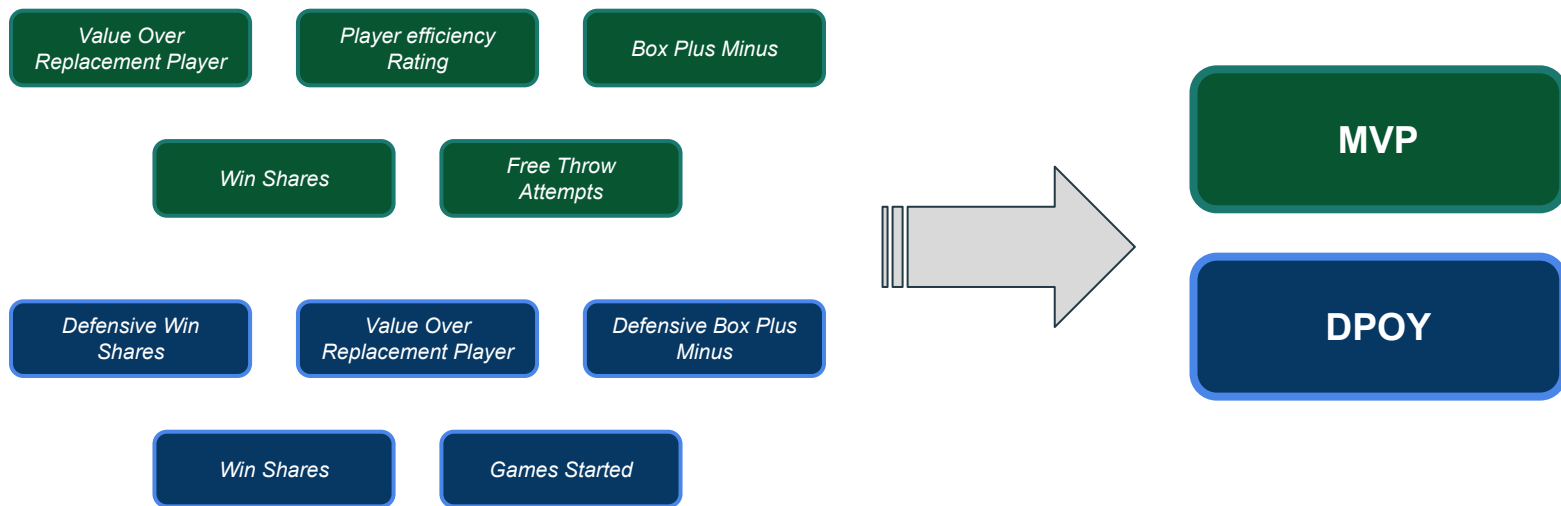 Value Over
Replacement Player
Player efficiency
Rating
Box Plus Minus
Win Shares
Free Throw
Attempts
MVP
DPOY
Defensive Win
Shares
Value Over
Replacement Player
Defensive Box Plus
Minus
Win Shares
Games Started